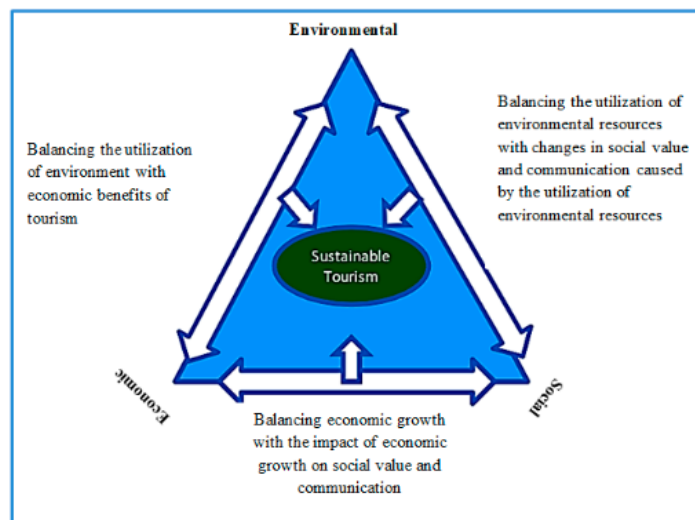 Environmental
Balancing the utilization
of environment with
economic benefits of
tourism
Balancing the utilization of
environmental resources
with changes in social value
and communication caused
by the utilization of
environmental resources
Sustainable
Tourism
Economic
Social
Balancing economic growth
with the impact of economic
growth on social value and
communication